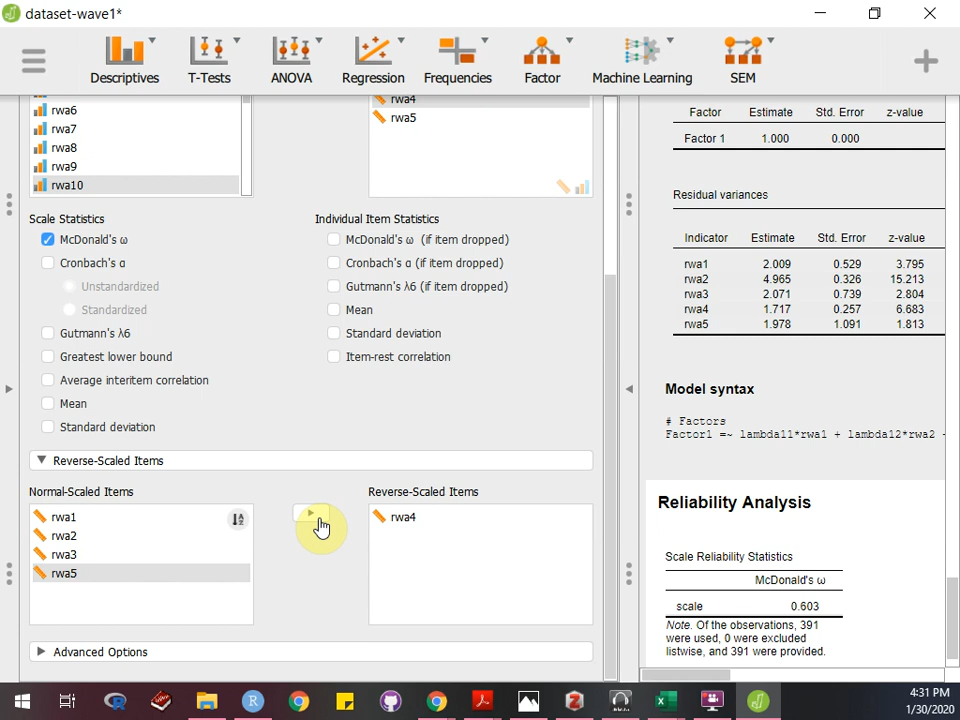 dataset-wave1*
Descriptives T-Tests ANOVA Regression Frequencies Factor Machine Learning SEM
rwa6
rwa7
rwa8
rwa9
rwa10
rwa4
rwa5
Scale Statistics
McDonald's ω
Cronbach's α
Unstandardized
Standardized
Gutmann's λ6
Greatest lower bound
Average interitem correlation
Mean
Standard deviation
Individual Item Statistics
McDonald's ω (if item dropped)
Cronbach's α (if item dropped)
Gutmann's λ6 (if item dropped)
Mean
Standard deviation
Item-rest correlation
Reverse-Scaled Items
Normal-Scaled Items
rwa1
rwa2
rwa3
rwa5
Reverse-Scaled Items
rwa4
Advanced Options
Factor Estimate Std. Error z-value
Factor 1 1.000 0.000
Residual variances
Indicator Estimate Std. Error z-value
rwa1 2.009 0.529 3.795
rwa2 4.965 0.326 15.213
rwa3 2.071 0.739 2.804
rwa4 1.717 0.257 6.683
rwa5 1.978 1.091 1.813
Model syntax
# Factors
Factor1 =~ lambda11*rwa1 + lambda12*rwa2
Reliability Analysis
Scale Reliability Statistics
McDonald's ω
scale 0.603
Note. Of the observations, 391
were used, 0 were excluded
listwise, and 391 were provided.
4:31 PM
1/30/2020